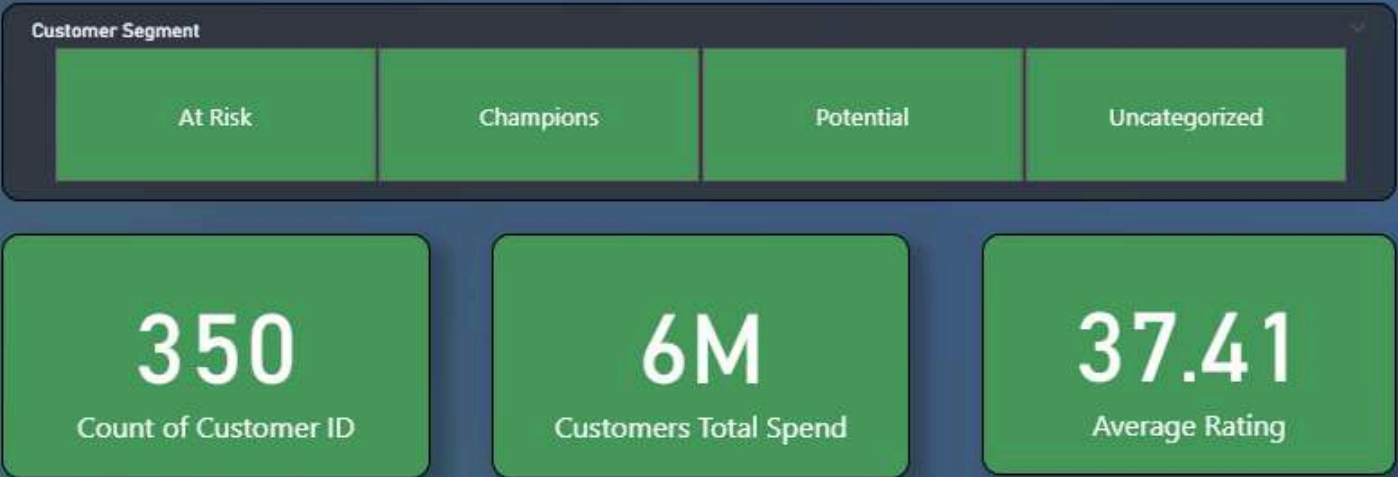 Customer Segment
At Risk
Champions
Potential
Uncategorized
350
Count of Customer ID
6M
Customers Total Spend
37.41
Average Rating